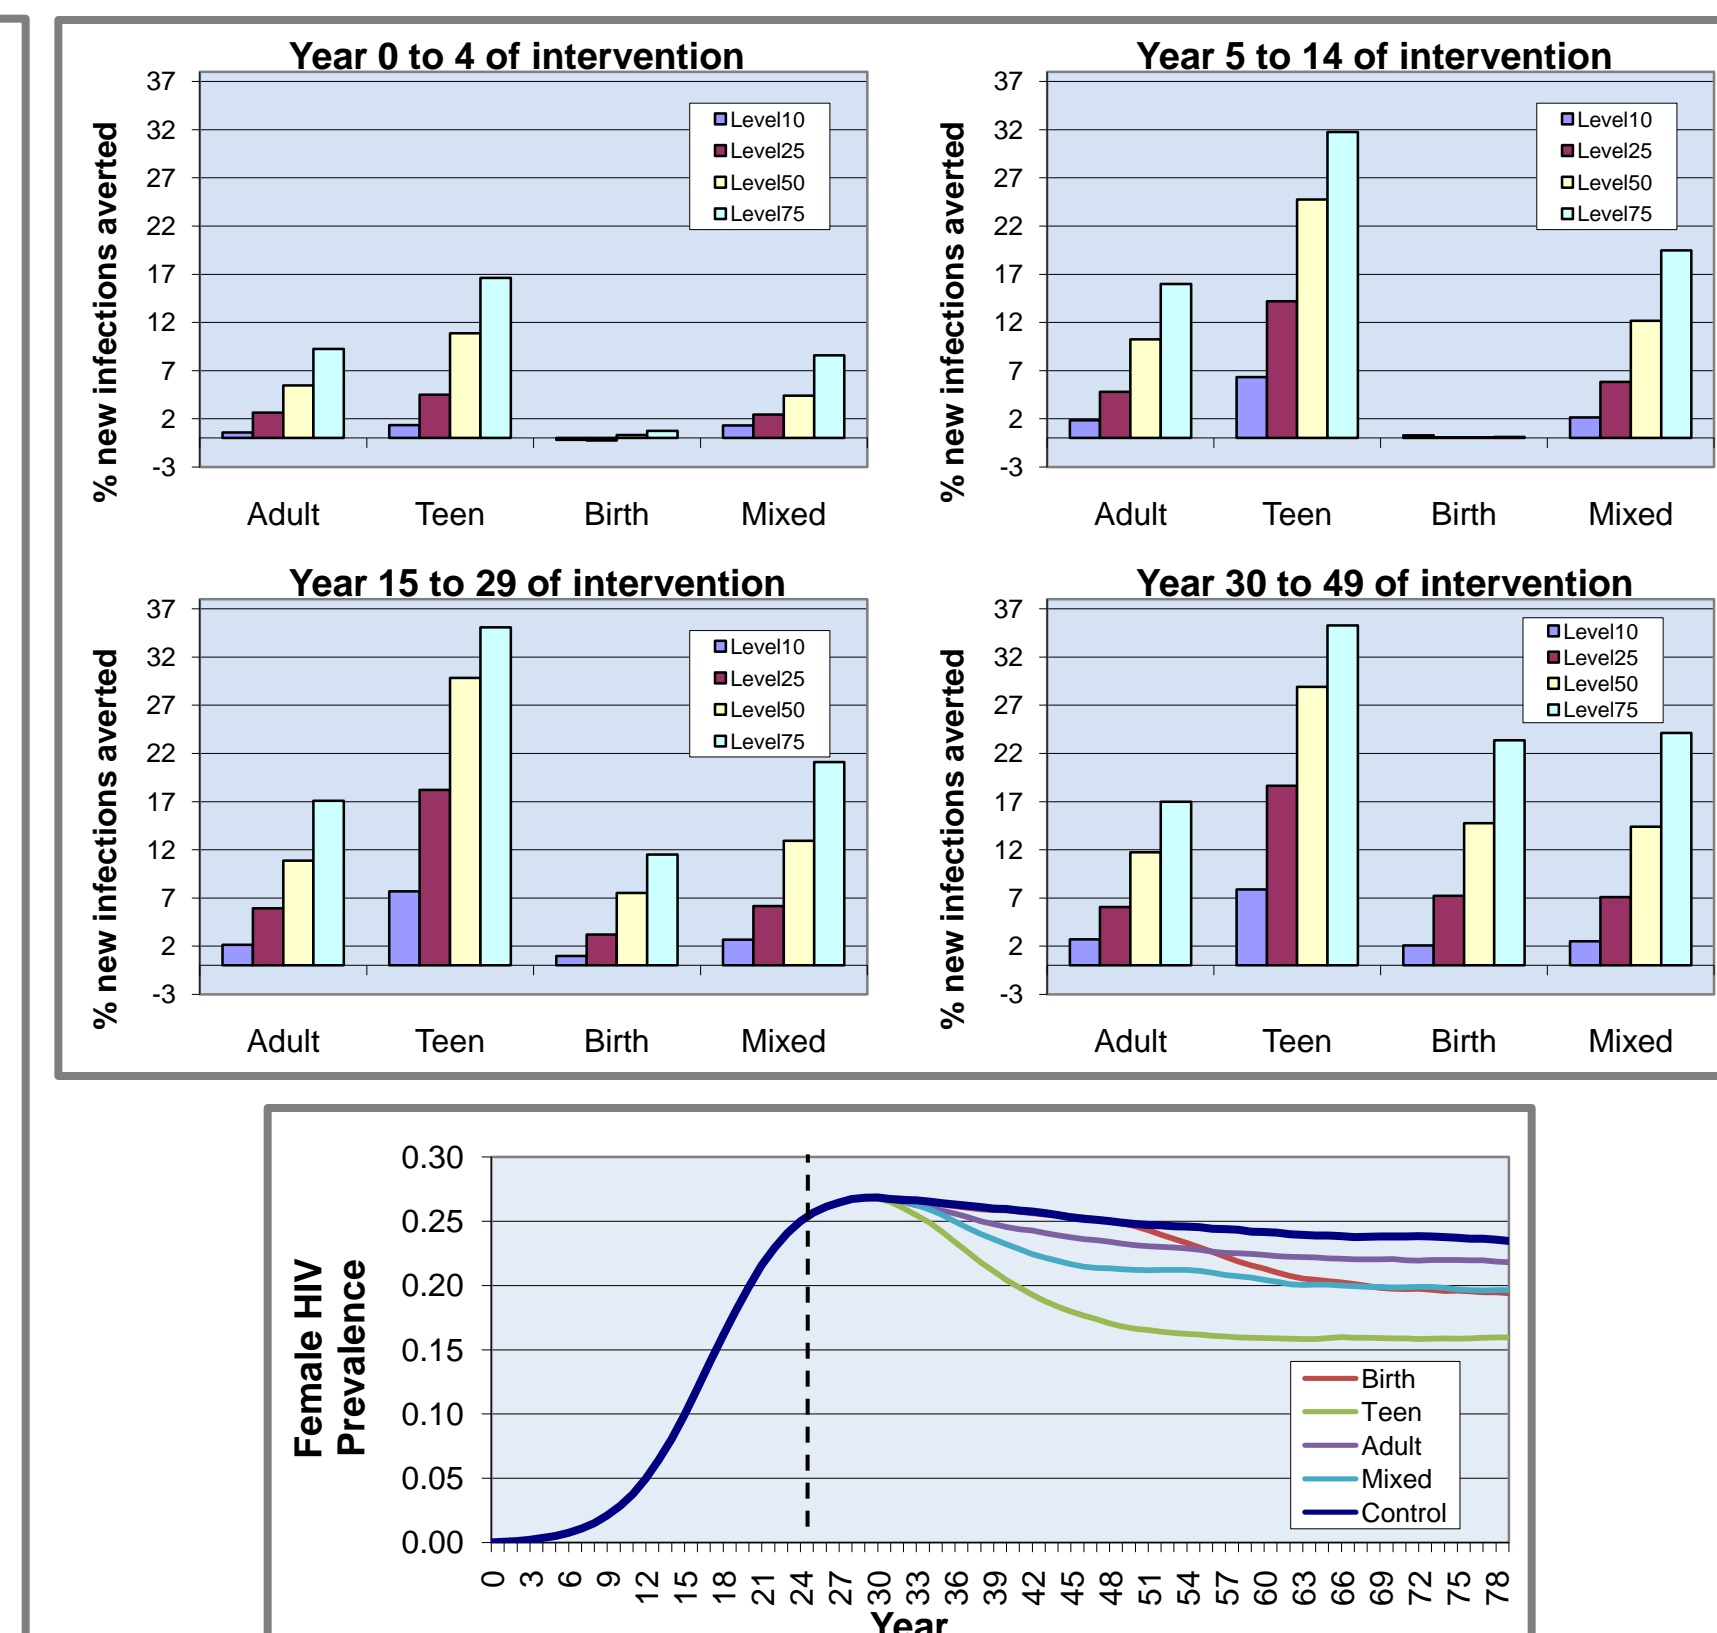 Year 0 to 4 of intervention
% new infections averted
37
32
27
22
17
12
7
2
-3
Level10
Level25
Level50
Level75
Adult Teen Birth Mixed
Year 5 to 14 of intervention
% new infections averted
37
32
27
22
17
12
7
2
-3
Level10
Level25
Level50
Level75
Adult Teen Birth Mixed
Year 15 to 29 of intervention
% new infections averted
37
32
27
22
17
12
7
2
-3
Level10
Level25
Level50
Level75
Adult Teen Birth Mixed
Year 30 to 49 of intervention
% new infections averted
37
32
27
22
17
12
7
2
-3
Level10
Level25
Level50
Level75
Adult Teen Birth Mixed
Female HIV
Prevalence
0.30
0.25
0.20
0.15
0.10
0.05
0.00
Birth
Teen
Adult
Mixed
Control
0 3 6 9 12 15 18 21 24 27 30 33 36 39 42 45 48 51 54 57 60 63 66 69 72 75 78
Year